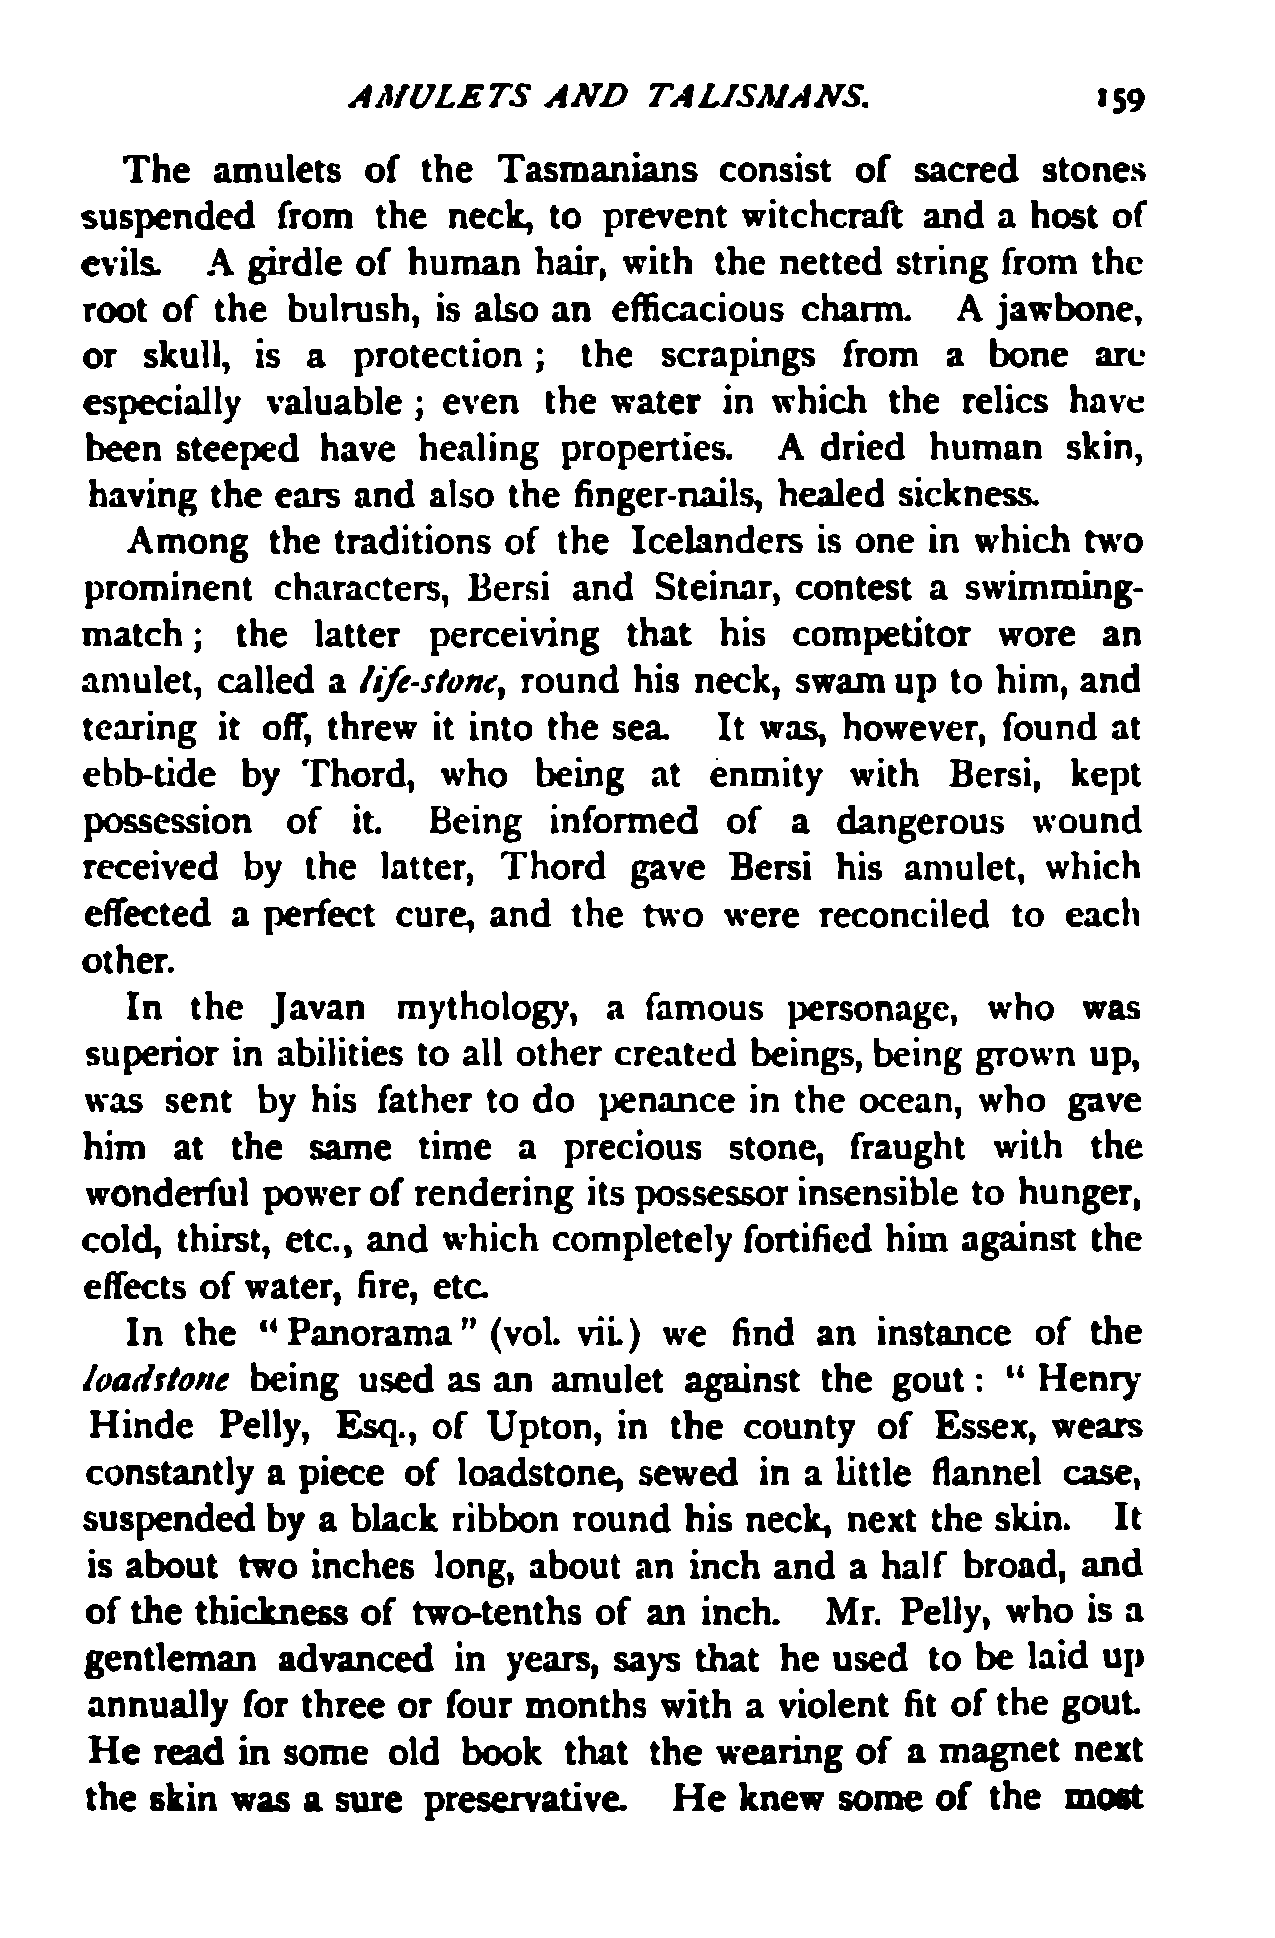 AMULETS AND TALISMANS. 159
The amulets of the Tasmanians consist of sacred stones
suspended from the neck, to prevent witchcraft and a host of
evils. A girdle of human hair, with the netted string from the
root of the bulrush, is also an efficacious charm. A jawbone,
or skull, is a protection ; the scrapings from a bone are
especially valuable ; even the water in which the relics have
been steeped have healing properties. A dried human skin,
having the ears and also the finger-nails, healed sickness.
Among the traditions of the Icelanders is one in which two
prominent characters, Bersi and Steinar, contest a swimming-
match ; the latter perceiving that his competitor wore an
amulet, called a life-stone, round his neck, swam up to him, and
tearing it off, threw it into the sea. It was, however, found at
ebb-tide by Thord, who being at enmity with Bersi, kept
possession of it. Being informed of a dangerous wound
received by the latter, Thord gave Bersi his amulet, which
effected a perfect cure, and the two were reconciled to each
other.
In the Javan mythology, a famous personage, who was
superior in abilities to all other created beings, being grown up,
was sent by his father to do penance in the ocean, who gave
him at the same time a precious stone, fraught with the
wonderful power of rendering its possessor insensible to hunger,
cold, thirst, etc., and which completely fortified him against the
effects of water, fire, etc.
In the “ Panorama ” (vol. vii.) we find an instance of the
loadstone being used as an amulet against the gout : “ Henry
Hinde Pelly, Esq., of Upton, in the county of Essex, wears
constantly a piece of loadstone, sewed in a little flannel case,
suspended by a black ribbon round his neck, next the skin. It
is about two inches long, about an inch and a half broad, and
of the thickness of two-tenths of an inch. Mr. Pelly, who is a
gentleman advanced in years, says that he used to be laid up
annually for three or four months with a violent fit of the gout.
He read in some old book that the wearing of a magnet next
the skin was a sure preservative. He knew some of the most